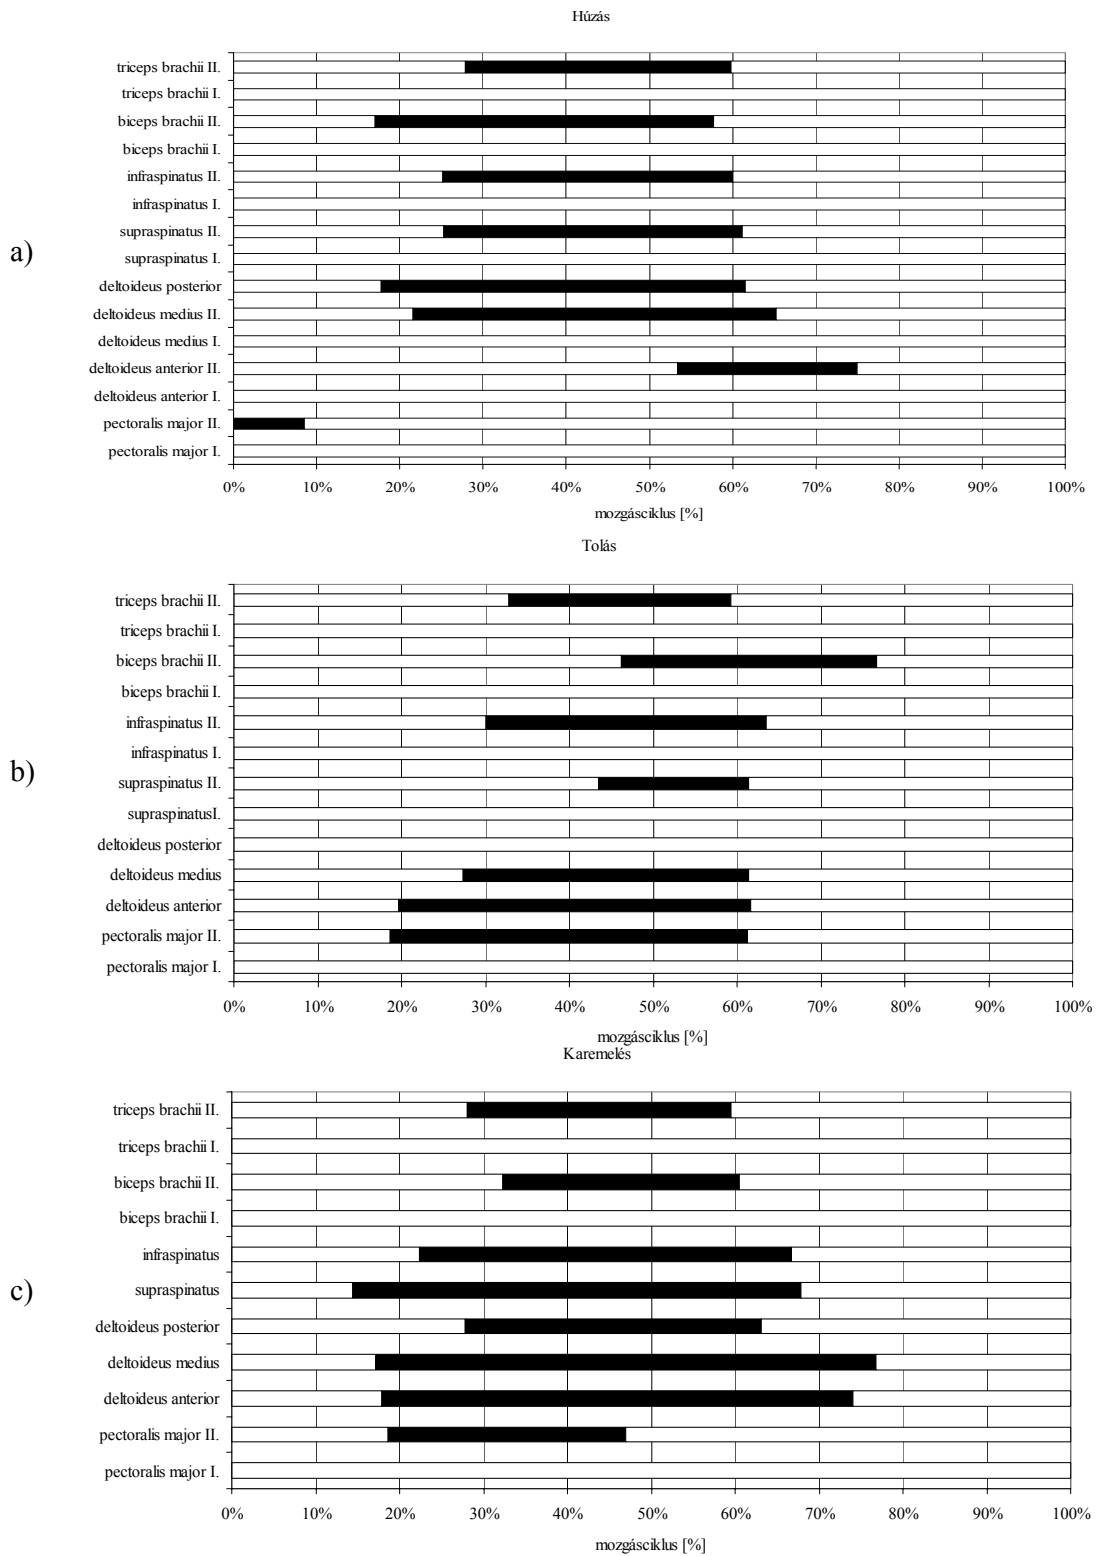 Húzás
triceps brachii II.
triceps brachii I.
biceps brachii II.
biceps brachii I.
infraspinatus II.
infraspinatus I.
supraspinatus II.
a)
supraspinatus I.
deltoideus posterior
deltoideus medius II.
deltoideus medius I.
deltoideus anterior II.
deltoideus anterior I.
pectoralis major II.
pectoralis major I.
0% 10% 20% 30% 40% 50% 60% 70% 80% 90% 100%
mozgásciklus [%]
Tolás
triceps brachii II.
triceps brachii I.
biceps brachii II.
biceps brachii I.
infraspinatus II.
infraspinatus I.
b)
supraspinatus II.
supraspinatusI.
deltoideus posterior
deltoideus medius
deltoideus anterior
pectoralis major II.
pectoralis major I.
0% 10% 20% 30% 40% 50% 60% 70% 80% 90% 100%
mozgásciklus [%]
Karemelés
triceps brachii II.
triceps brachii I.
biceps brachii II.
biceps brachii I.
infraspinatus
c)
supraspinatus
deltoideus posterior
deltoideus medius
deltoideus anterior
pectoralis major II.
pectoralis major I.
0% 10% 20% 30% 40% 50% 60% 70% 80% 90% 100%
mozgásciklus [%]